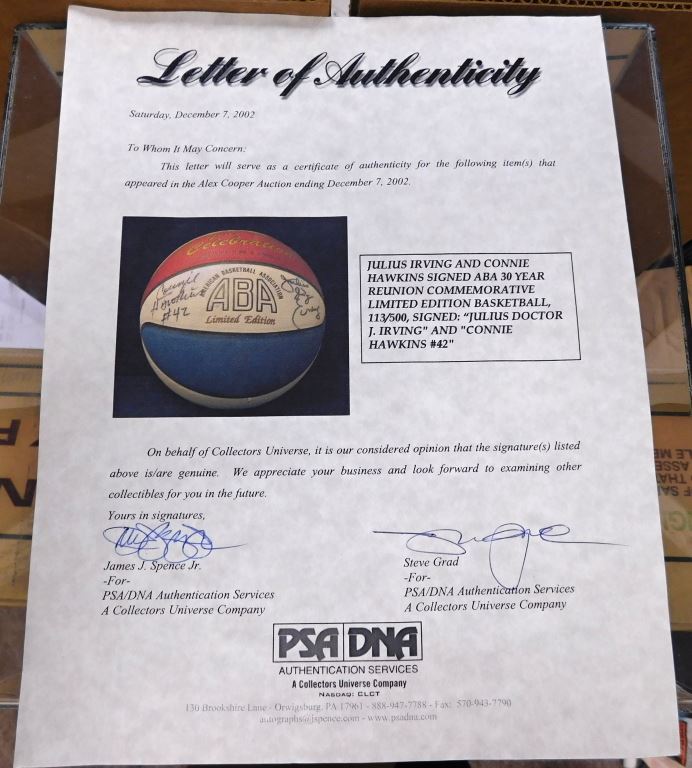 Letter of Authenticity
Saturday, December 7, 2002
To Whom It May Concern:
This letter will serve as a certificate of authenticity for the following item(s) that
appeared in the Alex Cooper Auction ending December 7, 2002.
Celebration
AMERICAN BASKETBALL ASSOCIATION
ABA
Limited Edition
Connie
Hawkins
#42
JULIUS IRVING AND CONNIE
HAWKINS SIGNED ABA 30 YEAR
REUNION COMMEMORATIVE
LIMITED EDITION BASKETBALL,
113/500, SIGNED: “JULIUS DOCTOR
J. IRVING" AND "CONNIE
HAWKINS #42"
On behalf of Collectors Universe, it is our considered opinion that the signature(s) listed
above is/are genuine. We appreciate your business and look forward to examining other
collectibles for you in the future.
Yours in signatures,
James J. Spence Jr.
-For-
PSA/DNA Authentication Services
A Collectors Universe Company
Steve Grad
-For-
PSA/DNA Authentication Services
A Collectors Universe Company
PSA DNA
AUTHENTICATION SERVICES
A Collectors Universe Company
NASDAQ: CLCT
130 Brookshire Lane - Orwigsburg, PA 17961 - 888-947-7788 - Fax: 570-943-7790
autographs@jspence.com - www.psadna.com